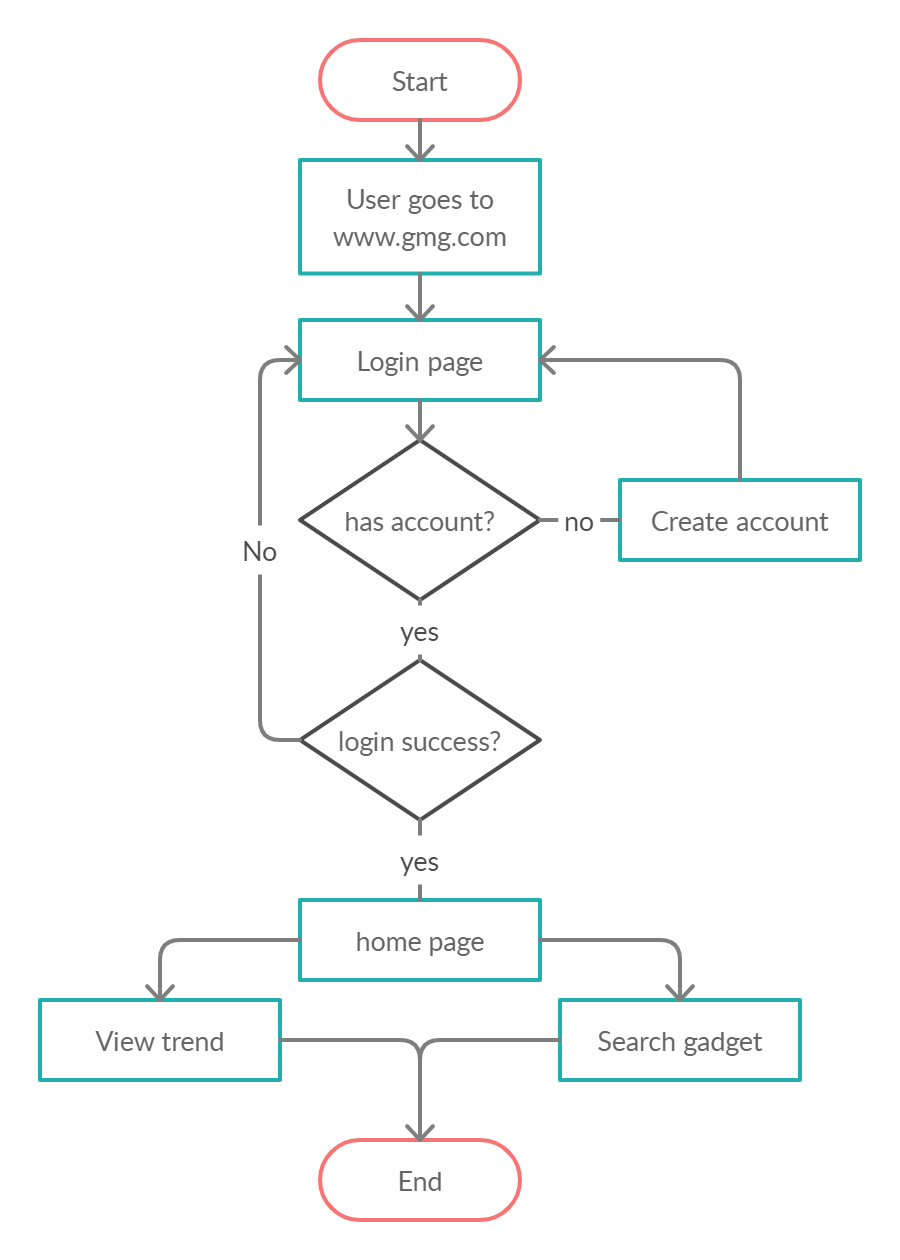 Start
User goes to
www.gmg.com
Login page
has account?
no
Create account
No
yes
login success?
yes
home page
View trend
Search gadget
End